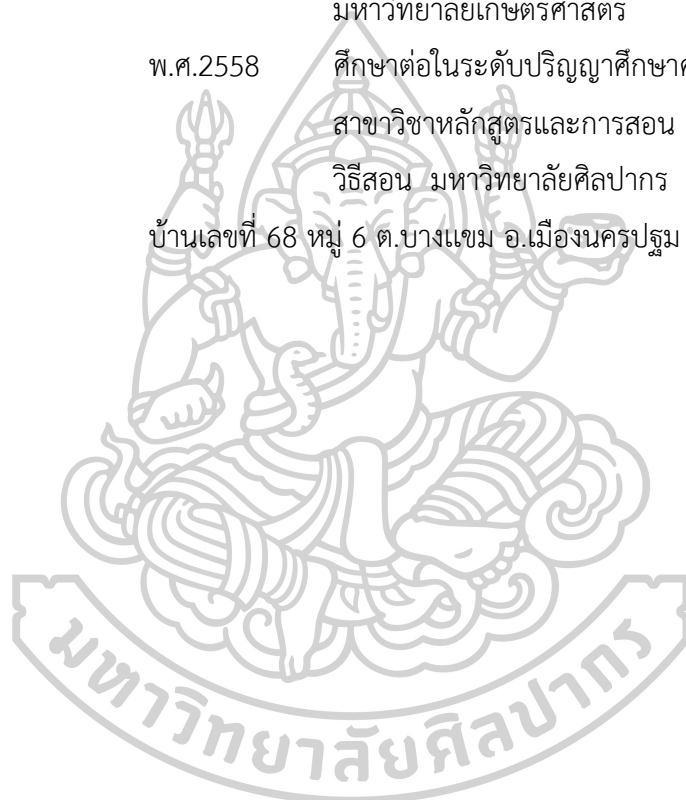 มหาวิทยาลัยเกษตรศาสตร์
พ.ศ.2558 ศึกษาต่อในระดับปริญญาศึกษา
สาขาวิชาหลักสูตรและการสอน
วิธีสอน มหาวิทยาลัยศิลปากร
บ้านเลขที่ 68 หมู่ 6 ต.บางแขม อ.เมืองนครปฐม
มหาวิทยาลัยศิลปากร